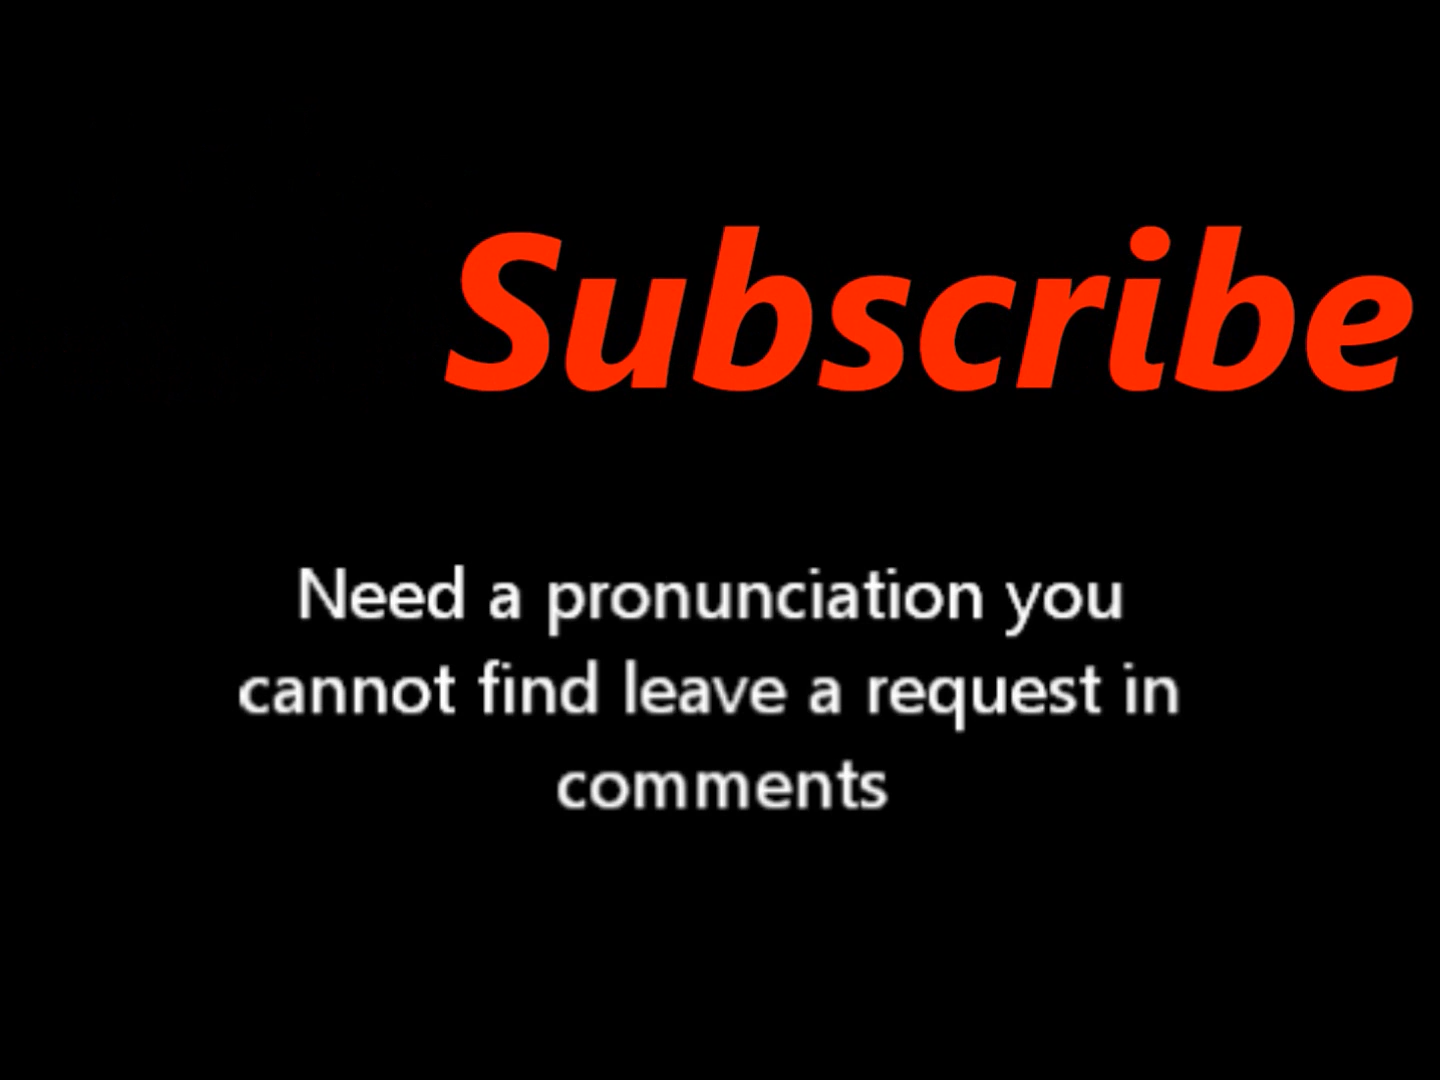 Subscribe
Need a pronunciation you
cannot find leave a request in
comments